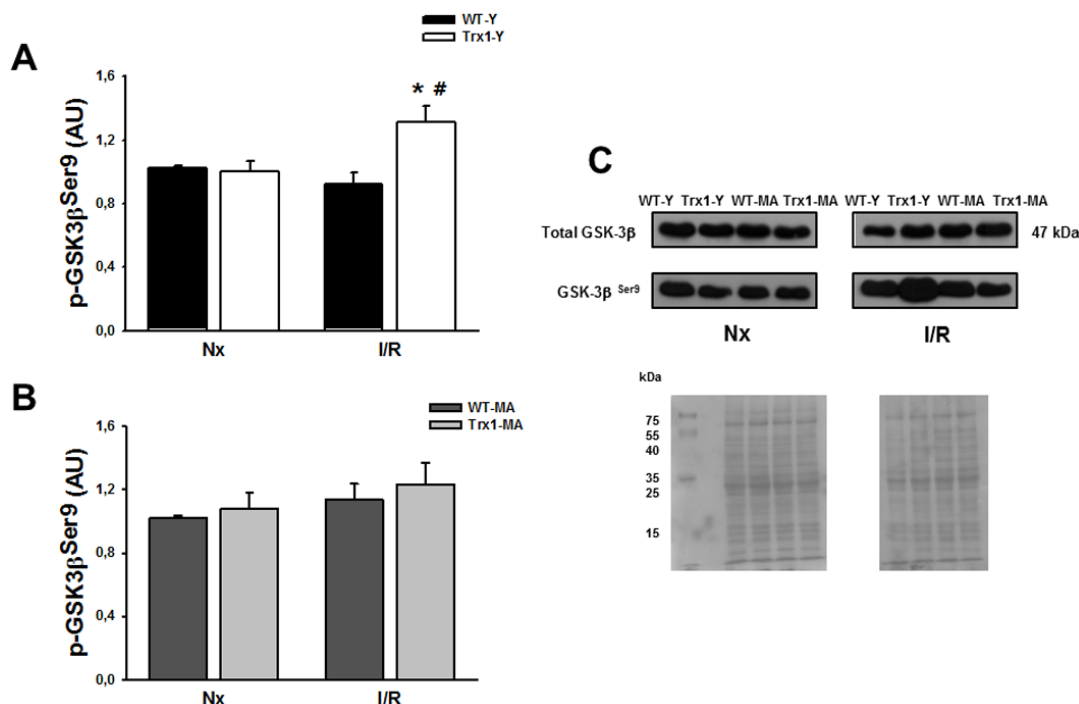 A
WT-Y
Trx1-Y
p-GSK3βSer9 (AU)
1,6
1,2
0,8
0,4
0,0
* #
Nx I/R
B
WT-MA
Trx1-MA
p-GSK3βSer9 (AU)
1,6
1,2
0,8
0,4
0,0
Nx I/R
C
WT-Y Trx1-Y WT-MA Trx1-MA WT-Y Trx1-Y WT-MA Trx1-MA
Total GSK-3β 47 kDa
GSK-3β Ser9
Nx I/R
kDa
75
55
40
35
25
15